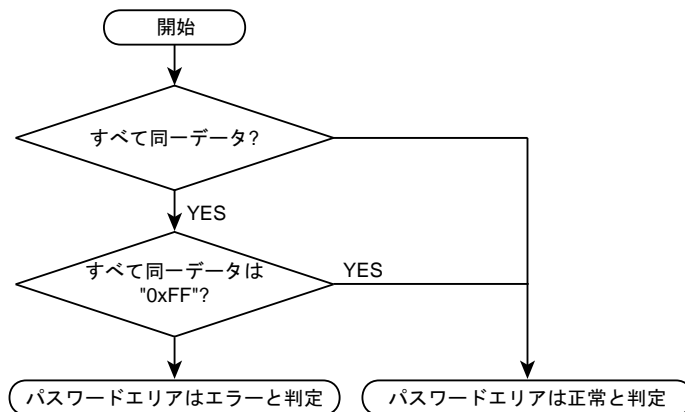 開始
すべて同一データ?
YES
すべて同一データは
"0xFF"?
YES
パスワードエリアはエラーと判定
パスワードエリアは正常と判定